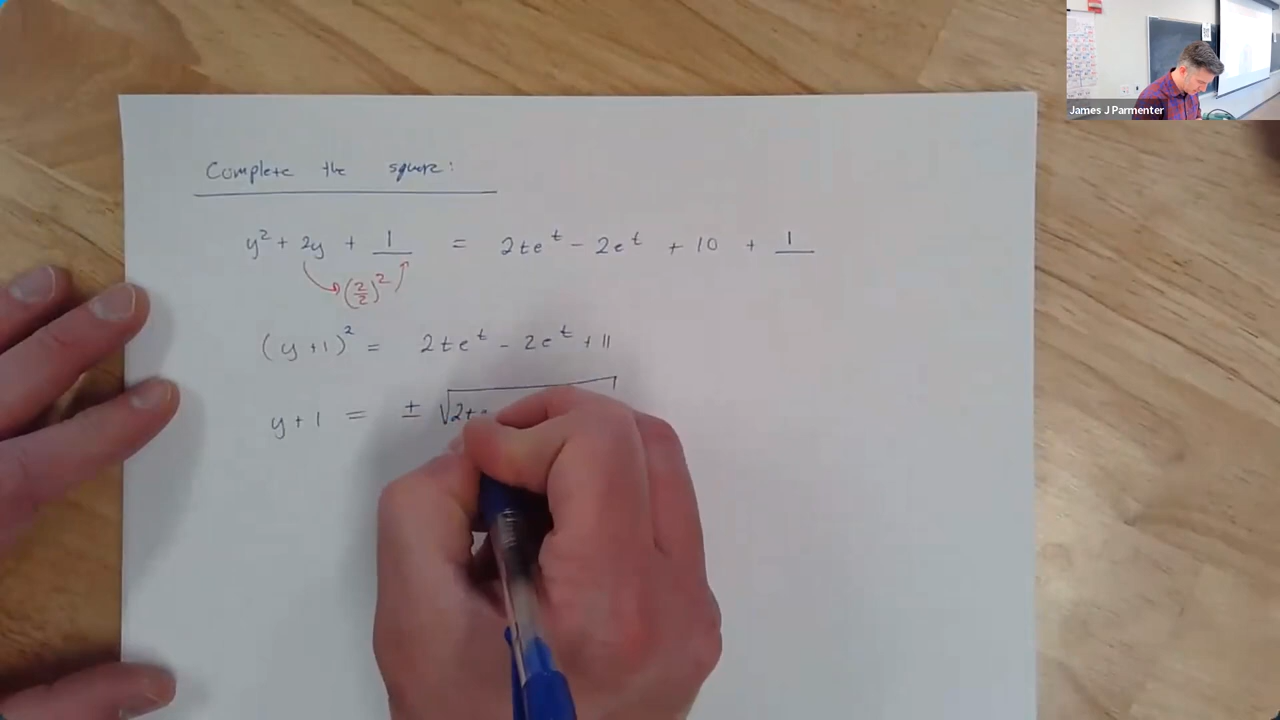 James J Parmenter
Complete the square:
y² + 2y + 1 = 2te^t - 2e^t + 10 + 1
(2/2)²
(y + 1)² = 2te^t - 2e^t + 11
y + 1 = ± √2t